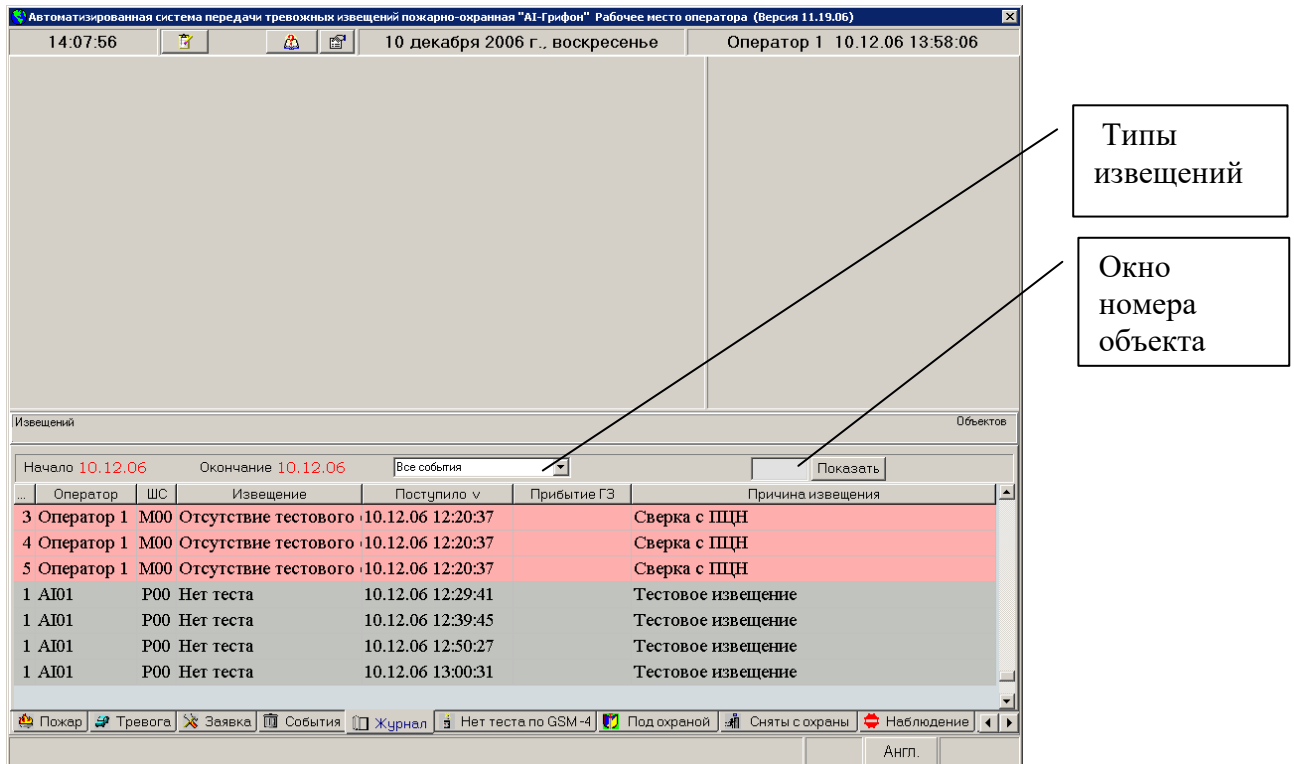 Автоматизированная система передачи тревожных извещений пожарно-охранная "AI-Грифон" Рабочее место оператора (Версия 11.19.06)
14:07:56 10 декабря 2006 г., воскресенье Оператор 1 10.12.06 13:58:06
Типы
извещений
Окно
номера
объекта
Извещений Объектов
Начало 10.12.06 Окончание 10.12.06 Все события Показать
... Оператор ШС Извещение Поступило v Прибытие ГЗ Причина извещения
3 Оператор 1 М00 Отсутствие тестового 10.12.06 12:20:37 Сверка с ПЦН
4 Оператор 1 М00 Отсутствие тестового 10.12.06 12:20:37 Сверка с ПЦН
5 Оператор 1 М00 Отсутствие тестового 10.12.06 12:20:37 Сверка с ПЦН
1 AI01 P00 Нет теста 10.12.06 12:29:41 Тестовое извещение
1 AI01 P00 Нет теста 10.12.06 12:39:45 Тестовое извещение
1 AI01 P00 Нет теста 10.12.06 12:50:27 Тестовое извещение
1 AI01 P00 Нет теста 10.12.06 13:00:31 Тестовое извещение
Пожар Тревога Заявка События Журнал Нет теста по GSM-4 Под охраной Сняты с охраны Наблюдение
Англ.